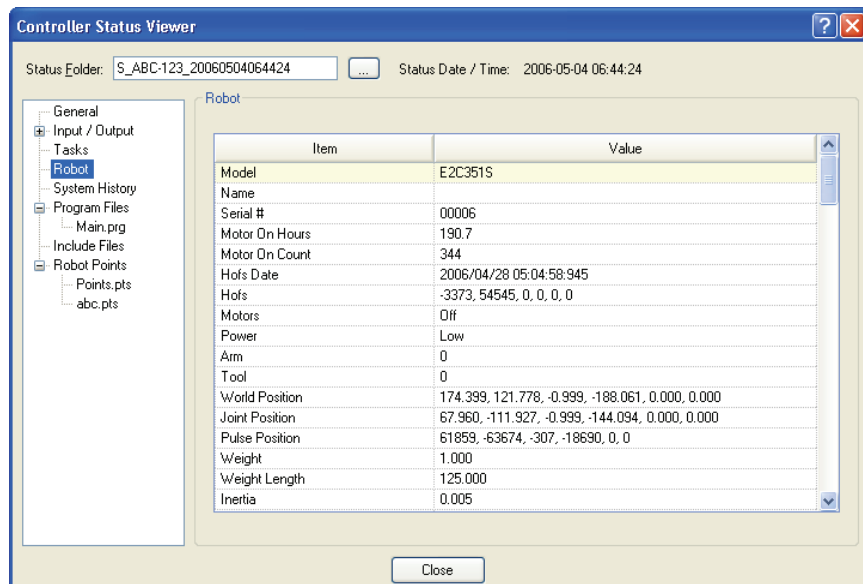 Controller Status Viewer
Status Folder: S_ABC-123_20060504064424 ... Status Date / Time: 2006-05-04 06:44:24
General
Input / Output
Tasks
Robot
System History
Program Files
Main.prg
Include Files
Robot Points
Points.pts
abc.pts
Robot
Item Value
Model E2C351S
Name
Serial # 00006
Motor On Hours 190.7
Motor On Count 344
Hofs Date 2006/04/28 05:04:58:945
Hofs -3373, 54545, 0, 0, 0, 0
Motors Off
Power Low
Arm 0
Tool 0
World Position 174.399, 121.778, -0.999, -188.061, 0.000, 0.000
Joint Position 67.960, -111.927, -0.999, -144.094, 0.000, 0.000
Pulse Position 61859, -63674, -307, -18690, 0, 0
Weight 1.000
Weight Length 125.000
Inertia 0.005
Close